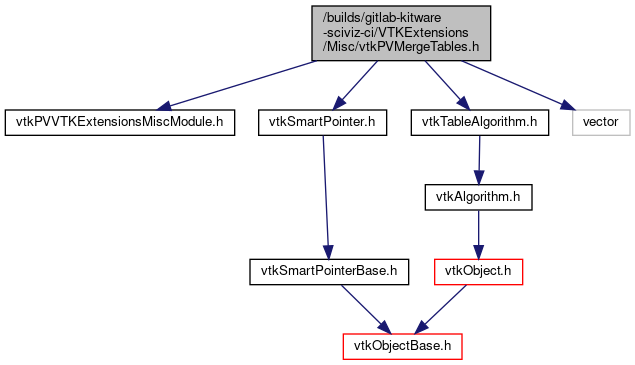 /builds/gitlab-kitware
-sciviz-ci/VTKExtensions
/Misc/vtkPVMergeTables.h
vtkPVVTKExtensionsMiscModule.h
vtkSmartPointer.h
vtkTableAlgorithm.h
vector
vtkAlgorithm.h
vtkSmartPointerBase.h
vtkObject.h
vtkObjectBase.h